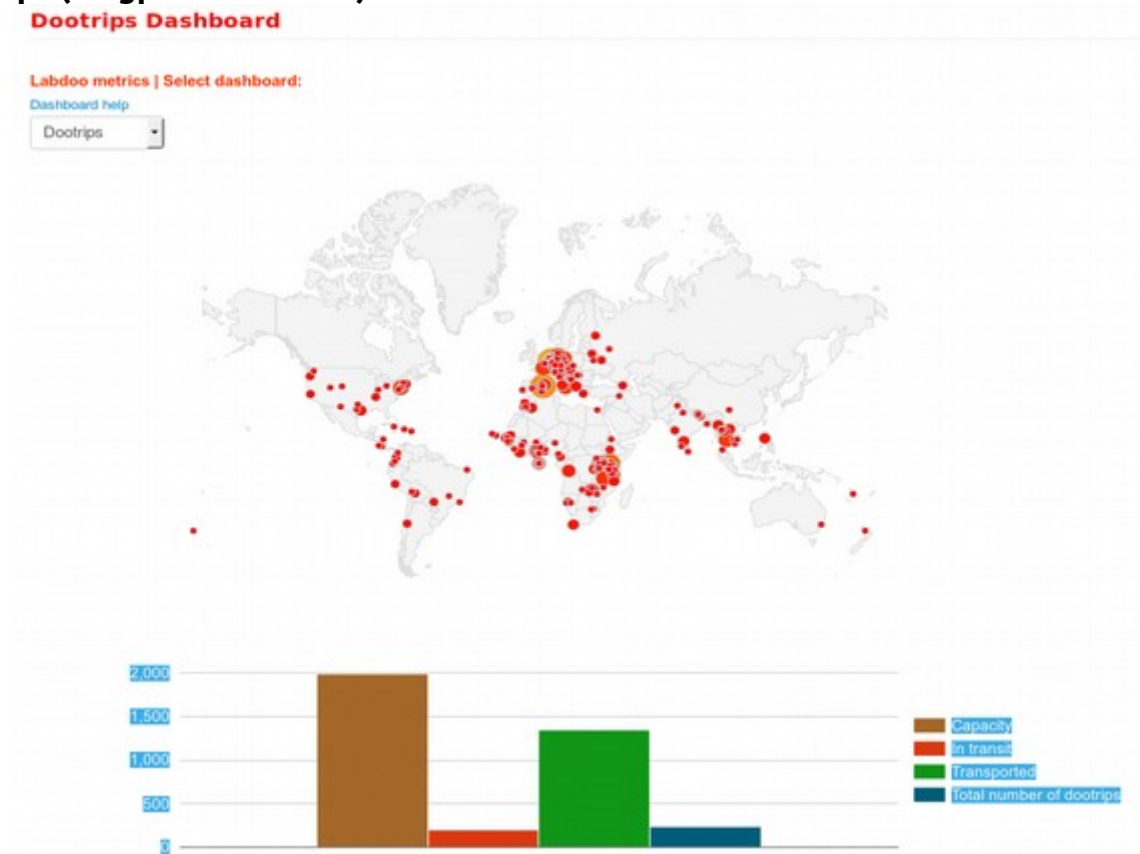 Dootrips Dashboard
Labdoo metrics | Select dashboard:
Dashboard help
Dootrips
2,000
1,500
1,000
500
0
Capacity
In transit
Transported
Total number of dootrips